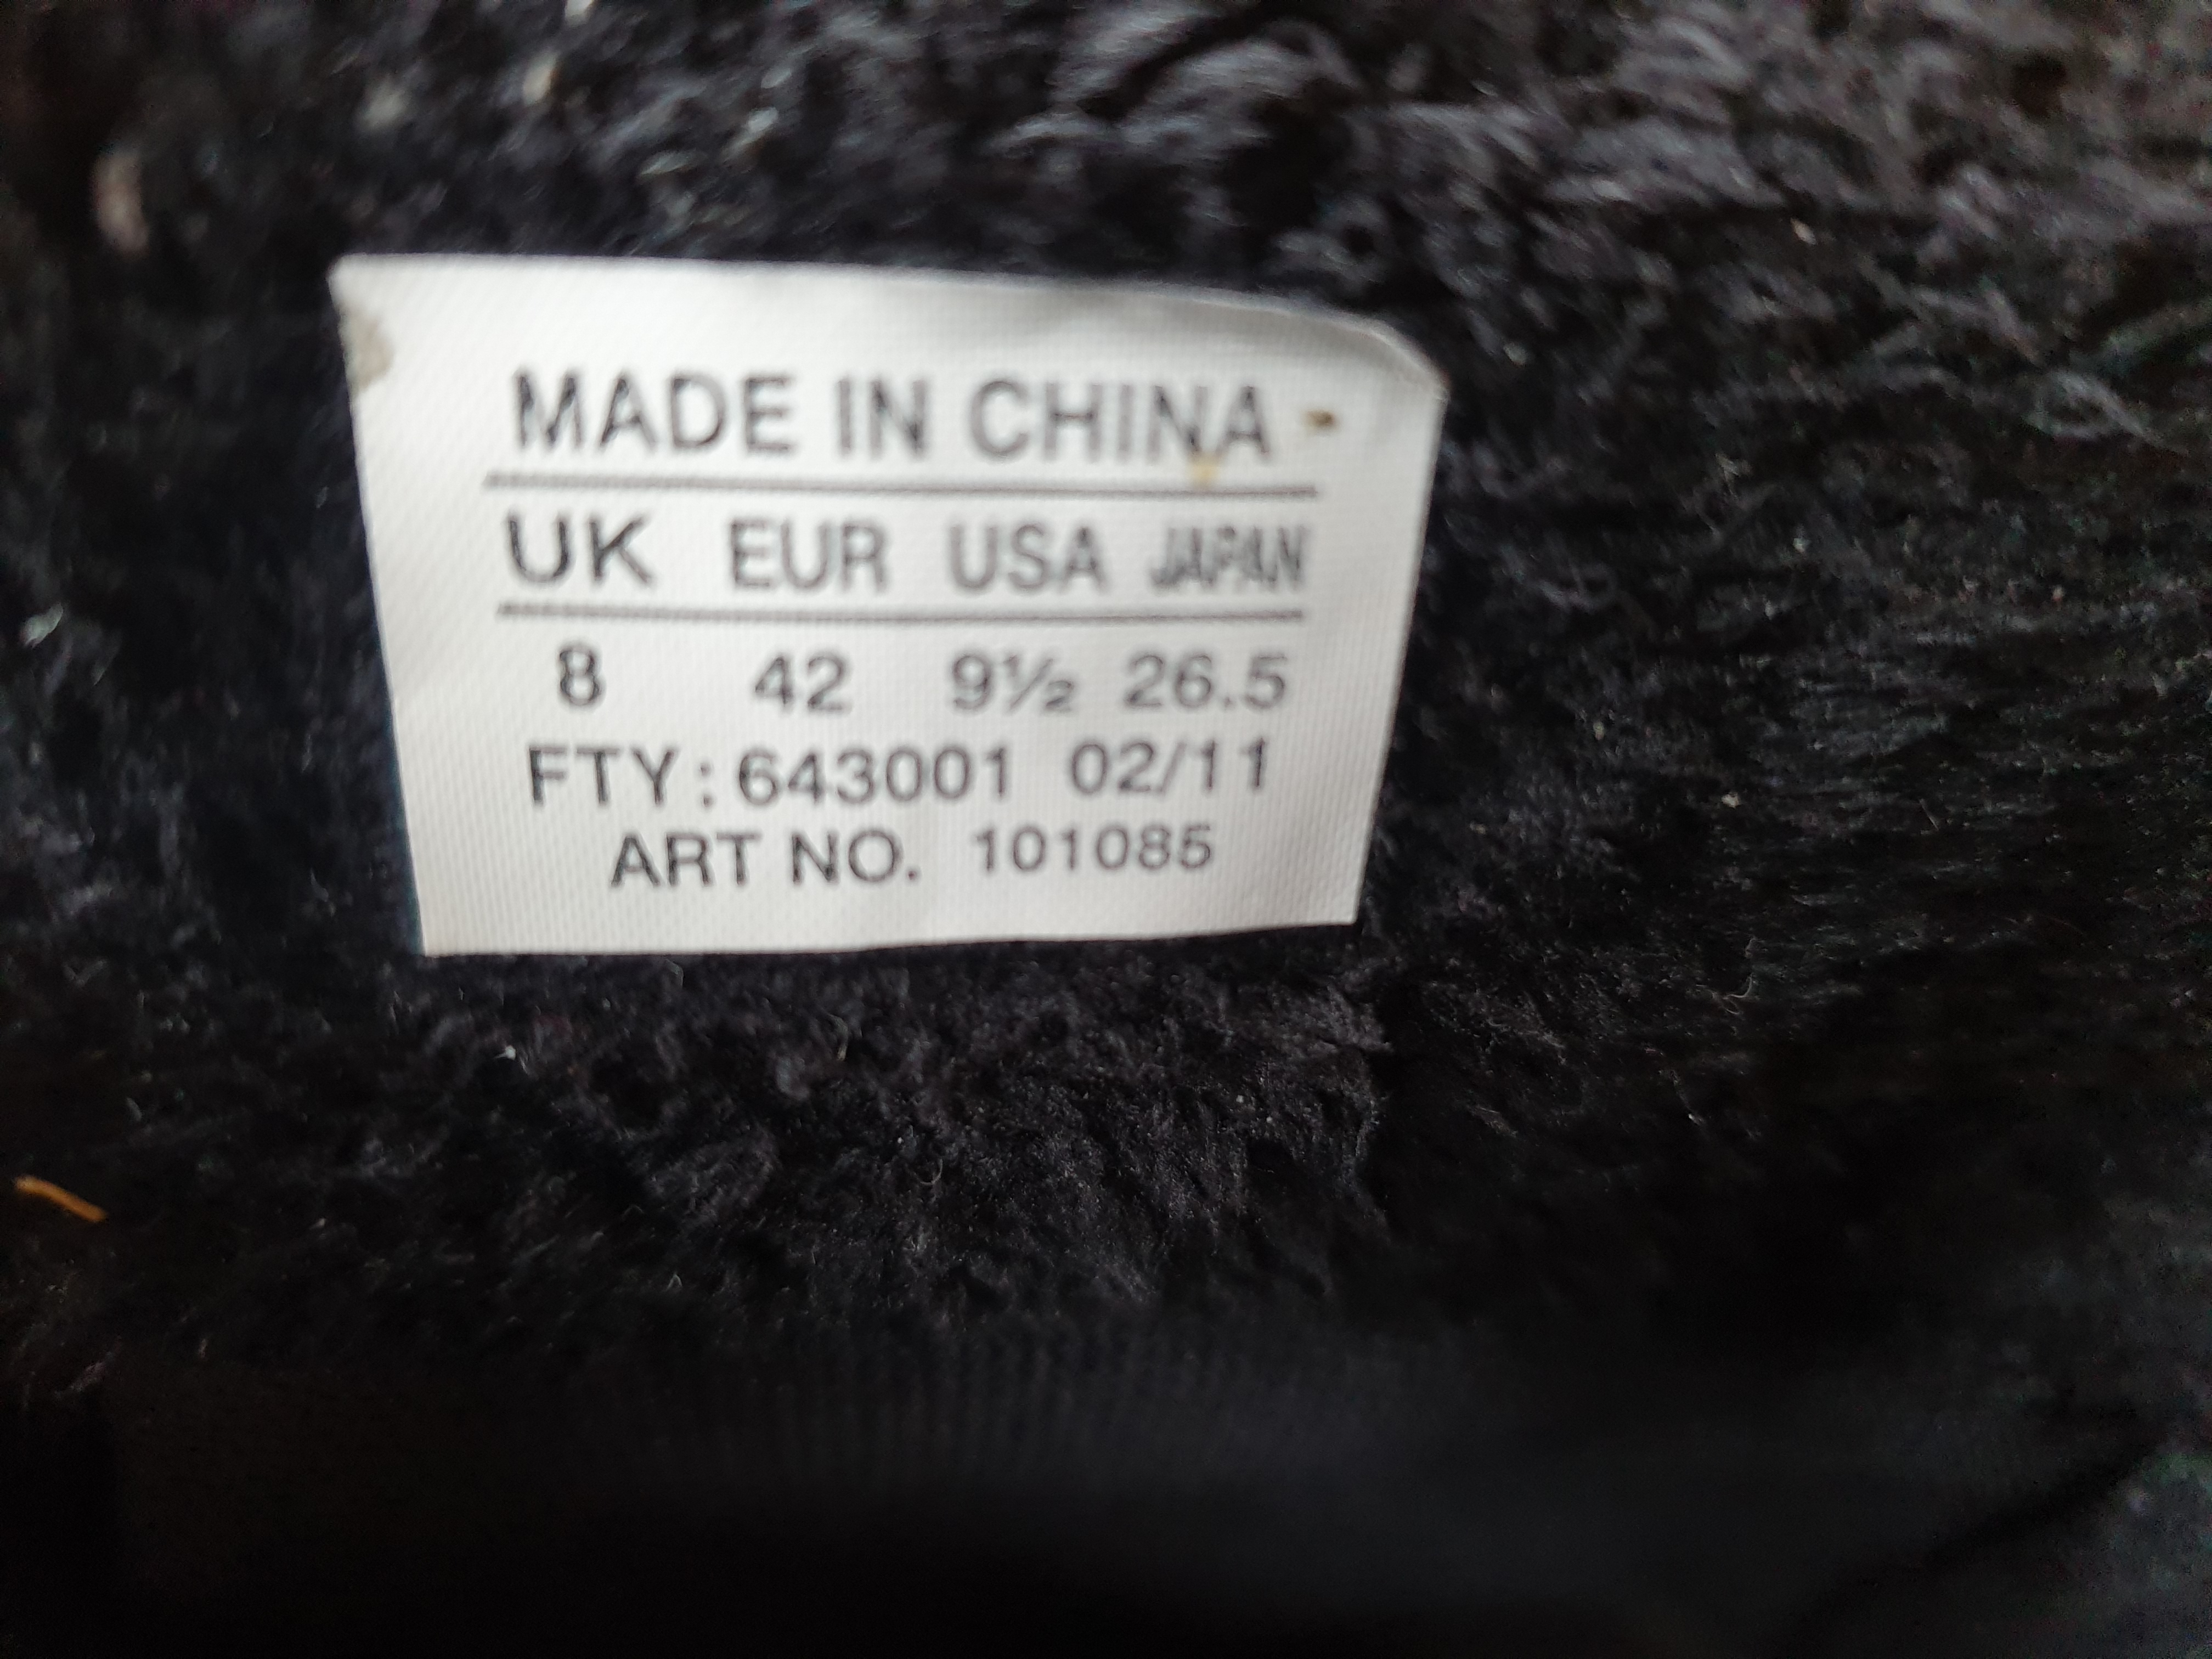 MADE IN CHINA
UK EUR USA JAPAN
8 42 9½ 26.5
FTY: 643001 02/11
ART NO. 101085